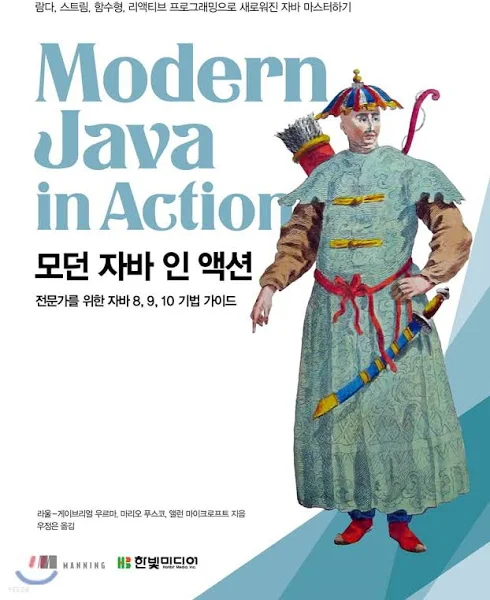 람다, 스트림, 함수형, 리액티브 프로그래밍으로 새로워진 자바 마스터하기
Modern
Java
in Action
모던 자바 인 액션
전문가를 위한 자바 8, 9, 10 기법 가이드
라울-게이브리얼 우르마, 마리오 푸스코, 앨런 마이크로프트 지음
우정은 옮김
MANNING 한빛미디어
Hanbit Media, Inc.
YES24